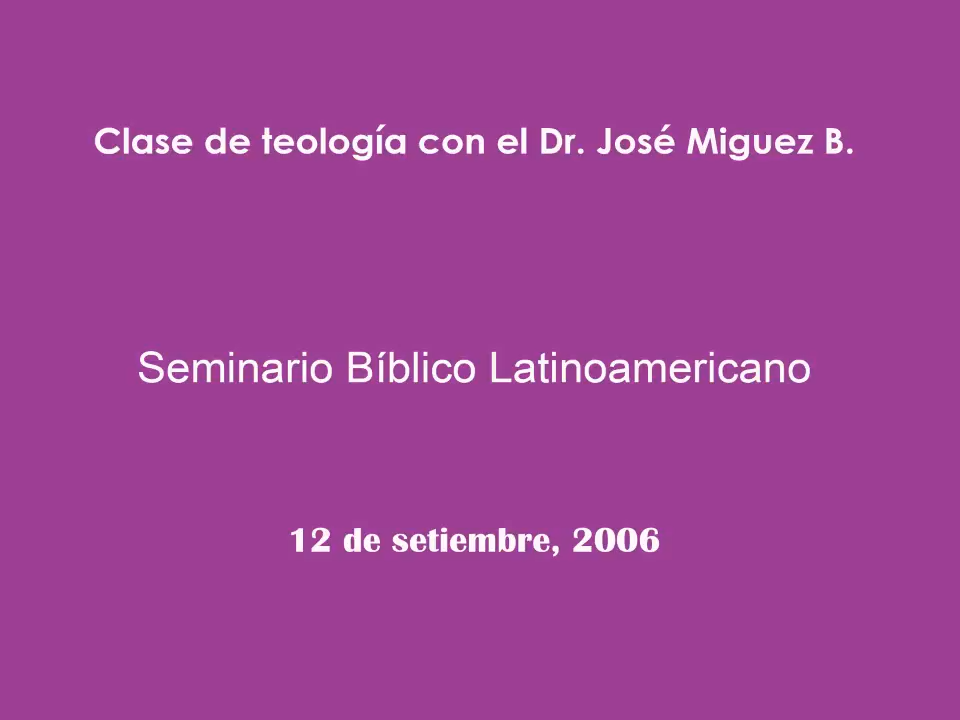 Clase de teología con el Dr. José Miguez B.
Seminario Bíblico Latinoamericano
12 de setiembre, 2006